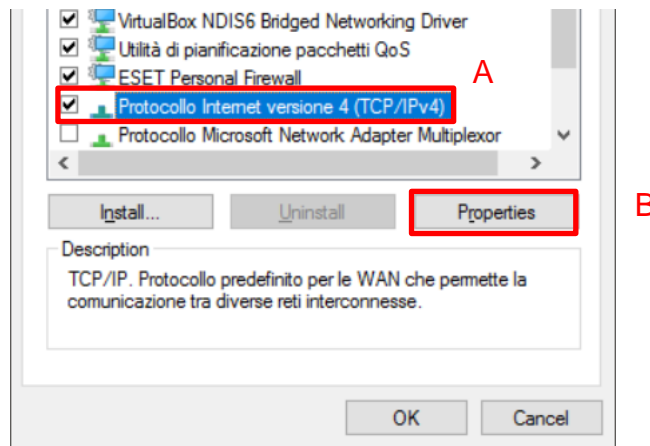 VirtualBox NDIS6 Bridged Networking Driver
Utilità di pianificazione pacchetti QoS
ESET Personal Firewall
A
Protocollo Internet versione 4 (TCP/IPv4)
Protocollo Microsoft Network Adapter Multiplexor
Install...
Uninstall
Properties
B
Description
TCP/IP. Protocollo predefinito per le WAN che permette la
comunicazione tra diverse reti interconnesse.
OK
Cancel